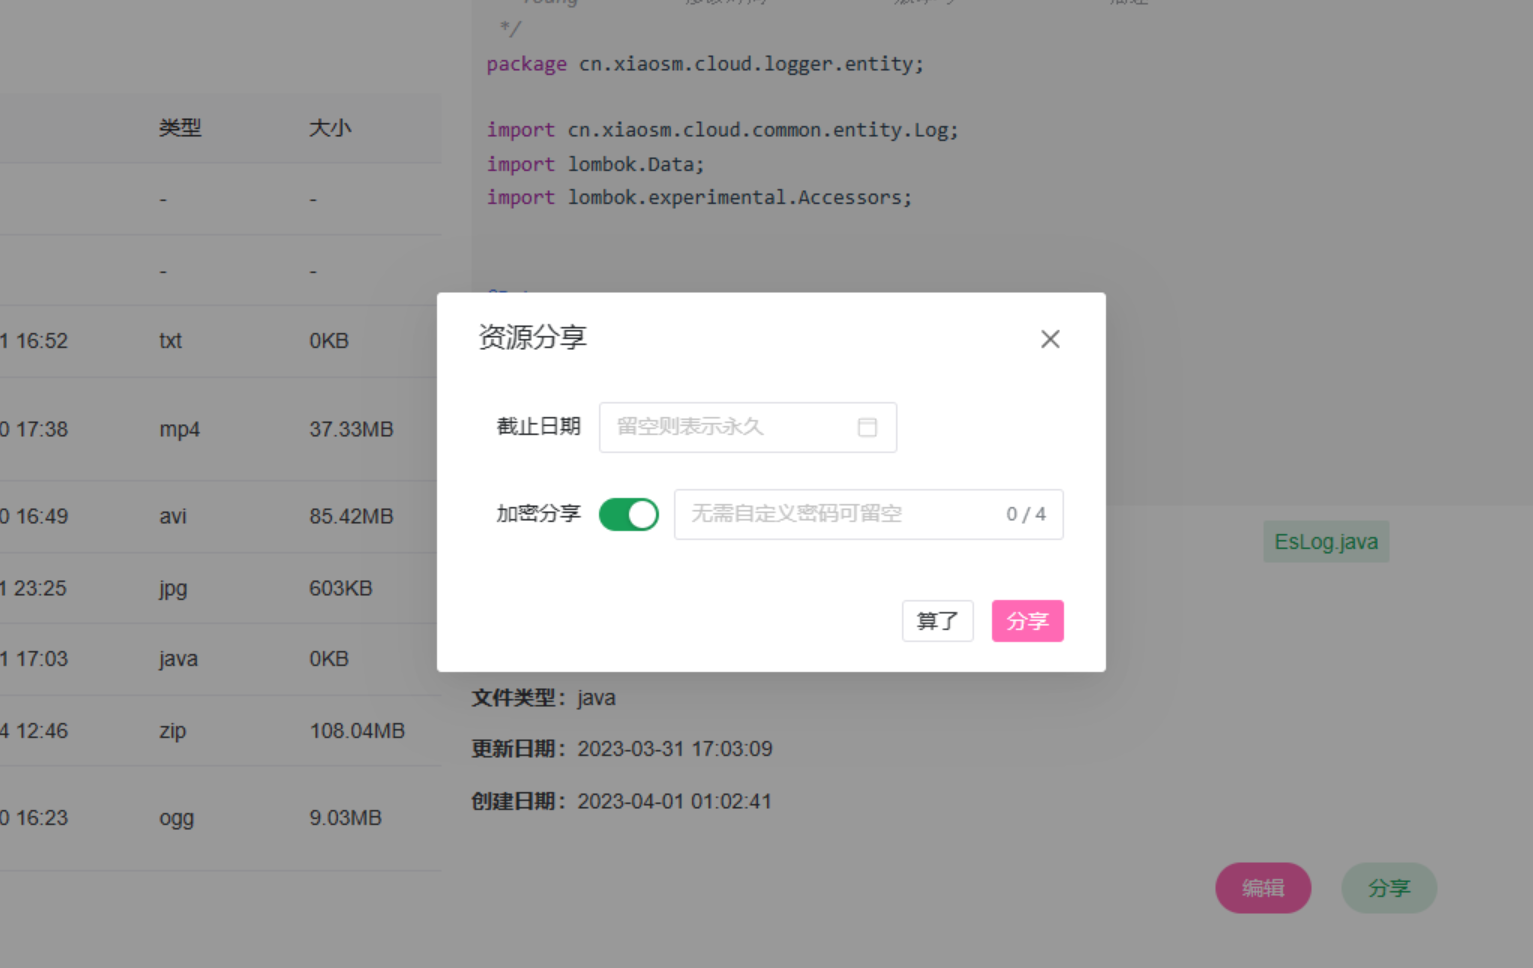 */
package cn.xiaosm.cloud.logger.entity;
import cn.xiaosm.cloud.common.entity.Log;
import lombok.Data;
import lombok.experimental.Accessors;
类型 大小
- -
- -
1 16:52 txt 0KB
0 17:38 mp4 37.33MB
0 16:49 avi 85.42MB
1 23:25 jpg 603KB
1 17:03 java 0KB
4 12:46 zip 108.04MB
0 16:23 ogg 9.03MB
资源分享
截止日期 留空则表示永久
加密分享 无需自定义密码可留空 0 / 4
算了 分享
EsLog.java
文件类型：java
更新日期：2023-03-31 17:03:09
创建日期：2023-04-01 01:02:41
编辑 分享